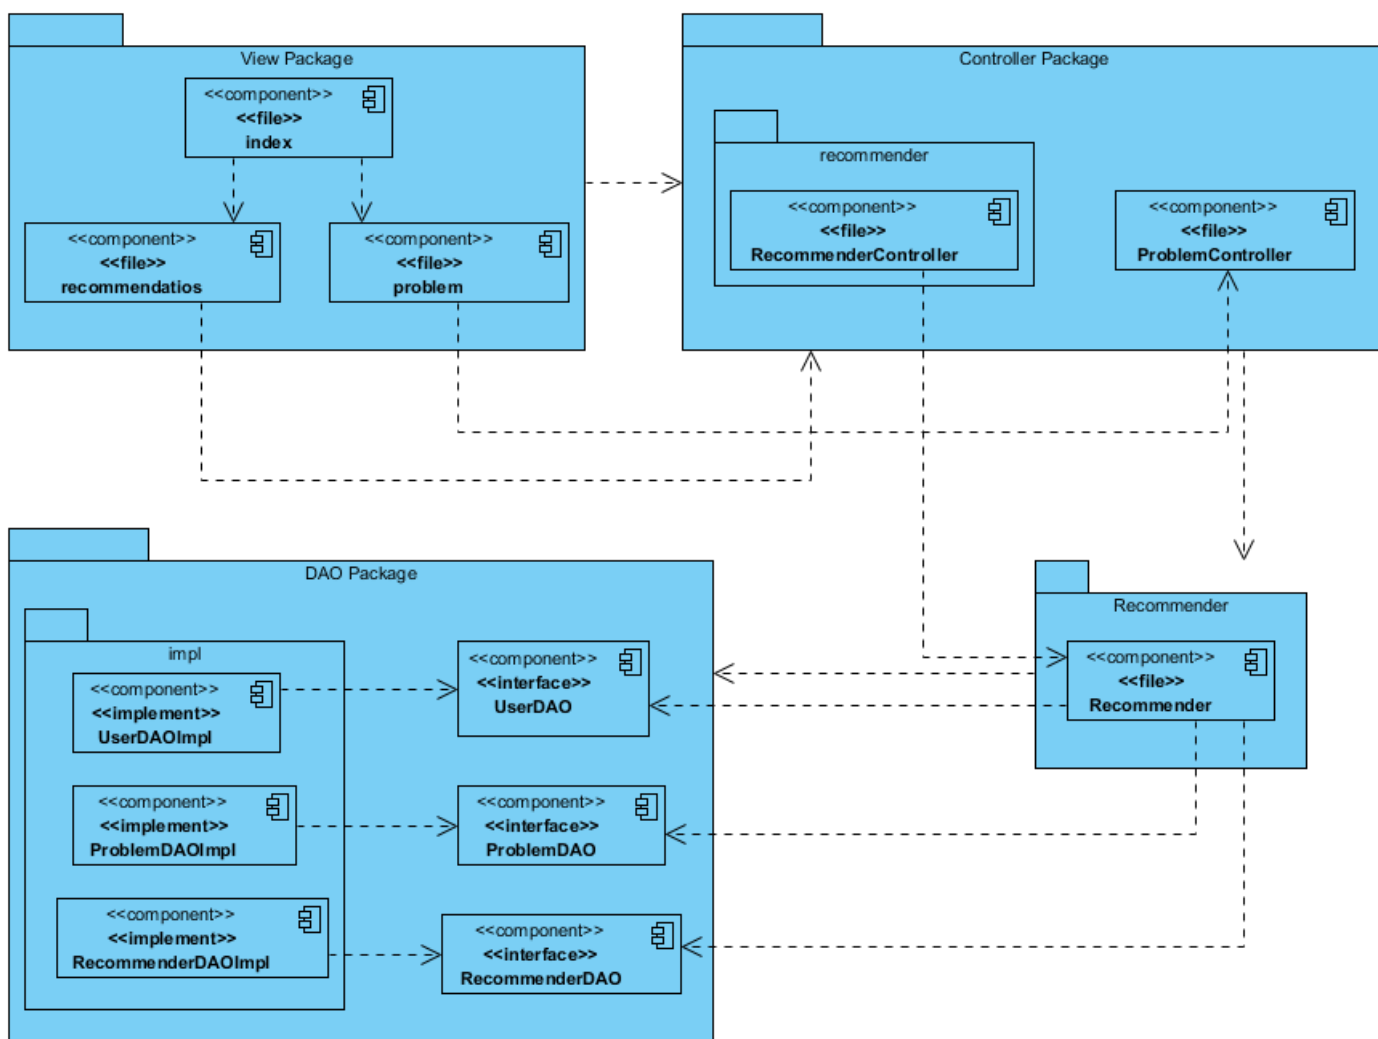 View Package
<<component>>
<<file>>
index
<<component>>
<<file>>
recommendatios
<<component>>
<<file>>
problem
Controller Package
recommender
<<component>>
<<file>>
RecommenderController
<<component>>
<<file>>
ProblemController
DAO Package
impl
<<component>>
<<implement>>
UserDAOImpl
<<component>>
<<interface>>
UserDAO
<<component>>
<<implement>>
ProblemDAOImpl
<<component>>
<<interface>>
ProblemDAO
<<component>>
<<implement>>
RecommenderDAOImpl
<<component>>
<<interface>>
RecommenderDAO
Recommender
<<component>>
<<file>>
Recommender